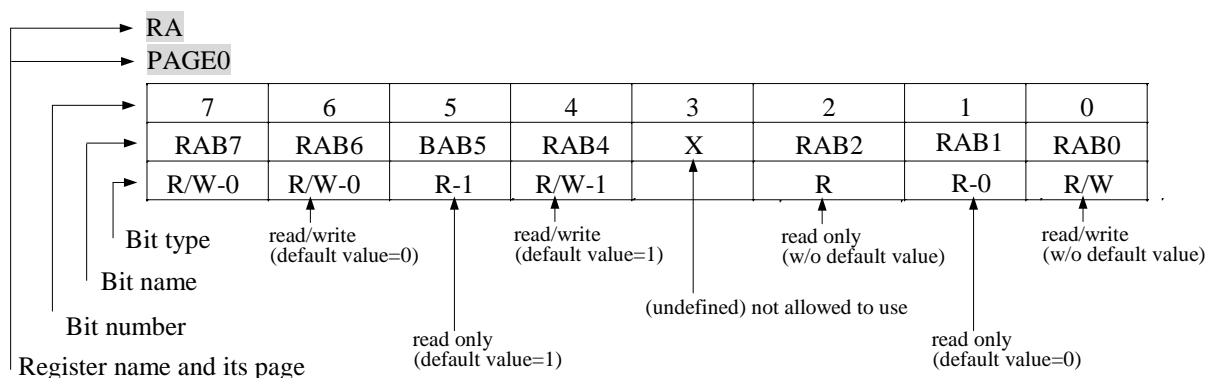 RA
PAGE0
7 6 5 4 3 2 1 0
RAB7 RAB6 BAB5 RAB4 X RAB2 RAB1 RAB0
R/W-0 R/W-0 R-1 R/W-1 R R-0 R/W
Bit type
read/write
(default value=0)
read/write
(default value=1)
read only
(w/o default value)
read/write
(w/o default value)
Bit name
(undefined) not allowed to use
Bit number
read only
(default value=1)
read only
(default value=0)
Register name and its page